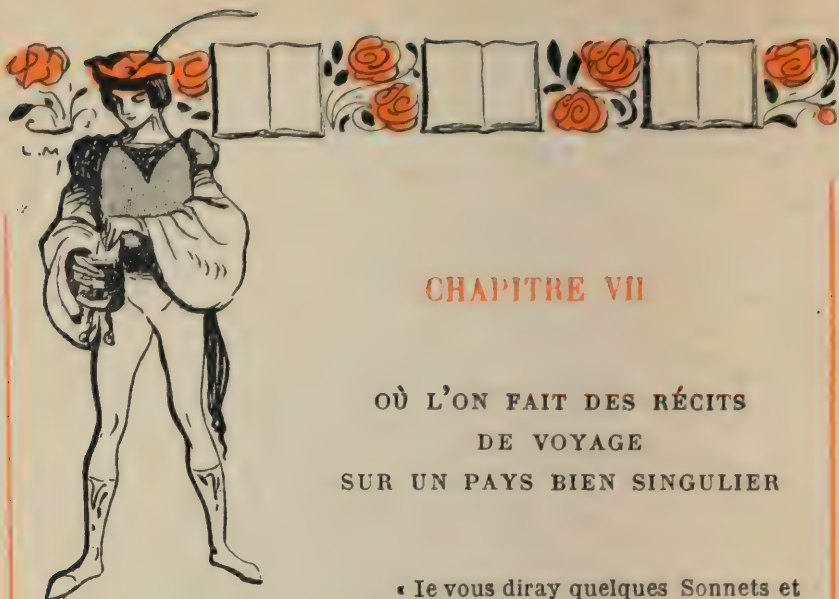 L.M
CHAPITRE VII
OÙ L'ON FAIT DES RÉCITS
DE VOYAGE
SUR UN PAYS BIEN SINGULIER
« Ie vous diray quelques Sonnets et